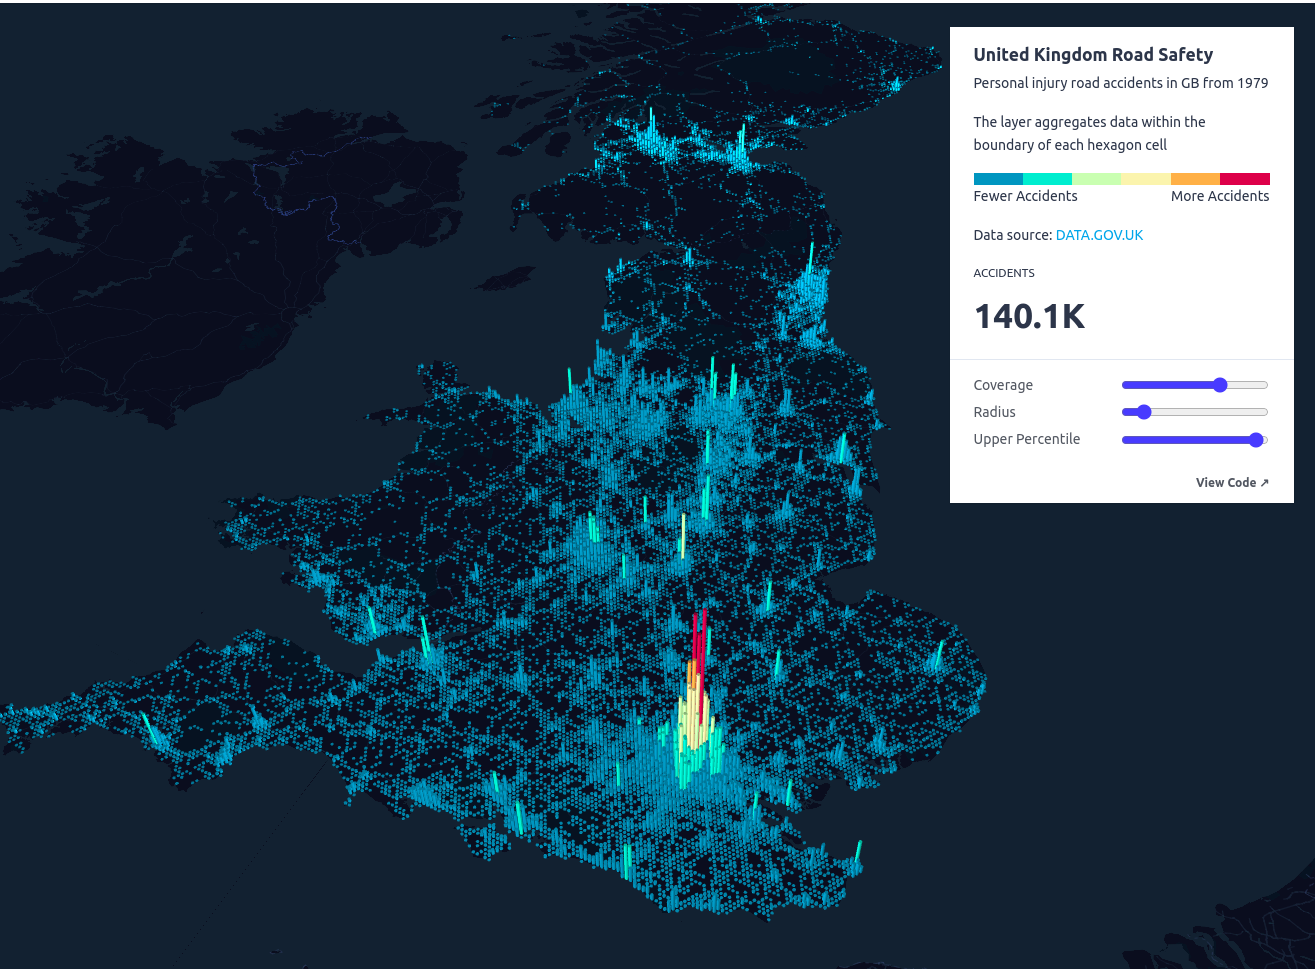 United Kingdom Road Safety
Personal injury road accidents in GB from 1979
The layer aggregates data within the
boundary of each hexagon cell
Fewer Accidents More Accidents
Data source: DATA.GOV.UK
ACCIDENTS
140.1K
Coverage
Radius
Upper Percentile
View Code ↗